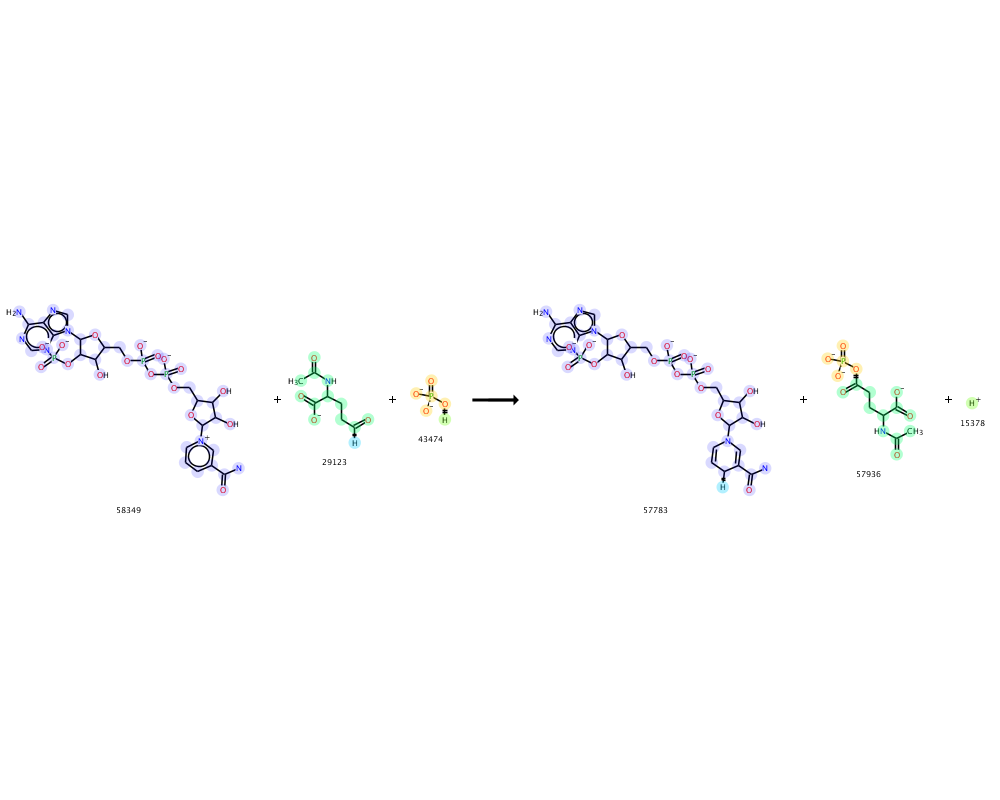 H₂N N N N N O O⁻ P O O⁻ O OH O O⁻ P O O O⁻ P O O O OH OH N⁺ N O
58349
+
O H₃C NH O O⁻ O H
29123
+
O O⁻ P O⁻ O H
43474
H₂N N N N N O O⁻ P O O⁻ O OH O O⁻ P O O O⁻ P O O O OH OH N N O H
57783
+
O O⁻ P O⁻ O O O⁻ O HN CH₃ O
57936
+
H⁺
15378